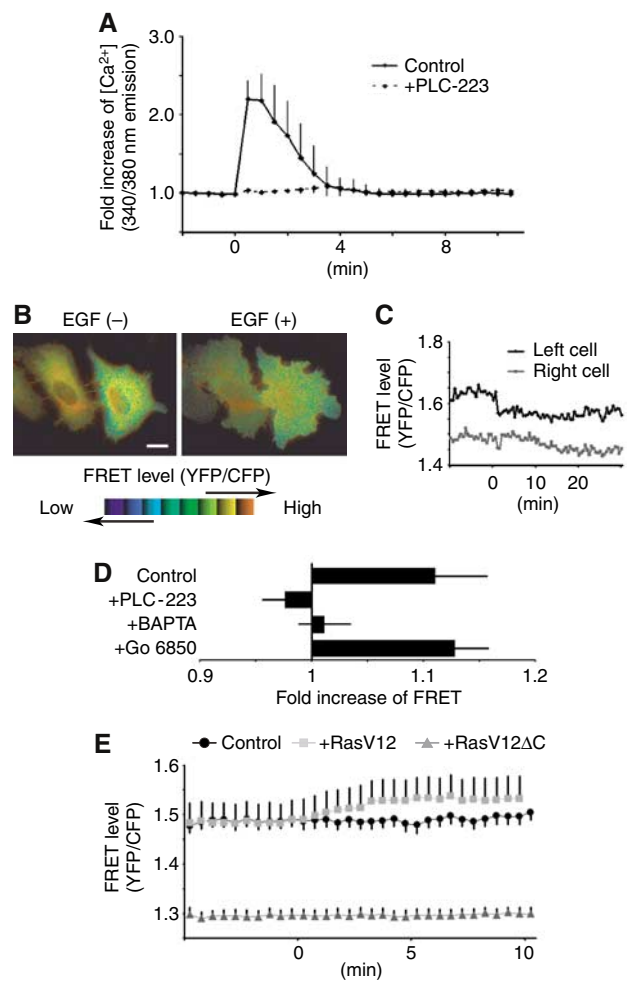 A
Fold increase of [Ca2+]
(340/380 nm emission)
3.0
2.0
1.0
Control
+PLC-223
0 4 8
(min)
B
EGF (–) EGF (+)
FRET level (YFP/CFP)
Low High
C
FRET level
(YFP/CFP)
1.8
1.6
1.4
Left cell
Right cell
0 10 20
(min)
D
Control
+PLC-223
+BAPTA
+Go 6850
0.9 1 1.1 1.2
Fold increase of FRET
E
Control +RasV12 +RasV12ΔC
FRET level
(YFP/CFP)
1.6
1.5
1.4
1.3
0 5 10
(min)